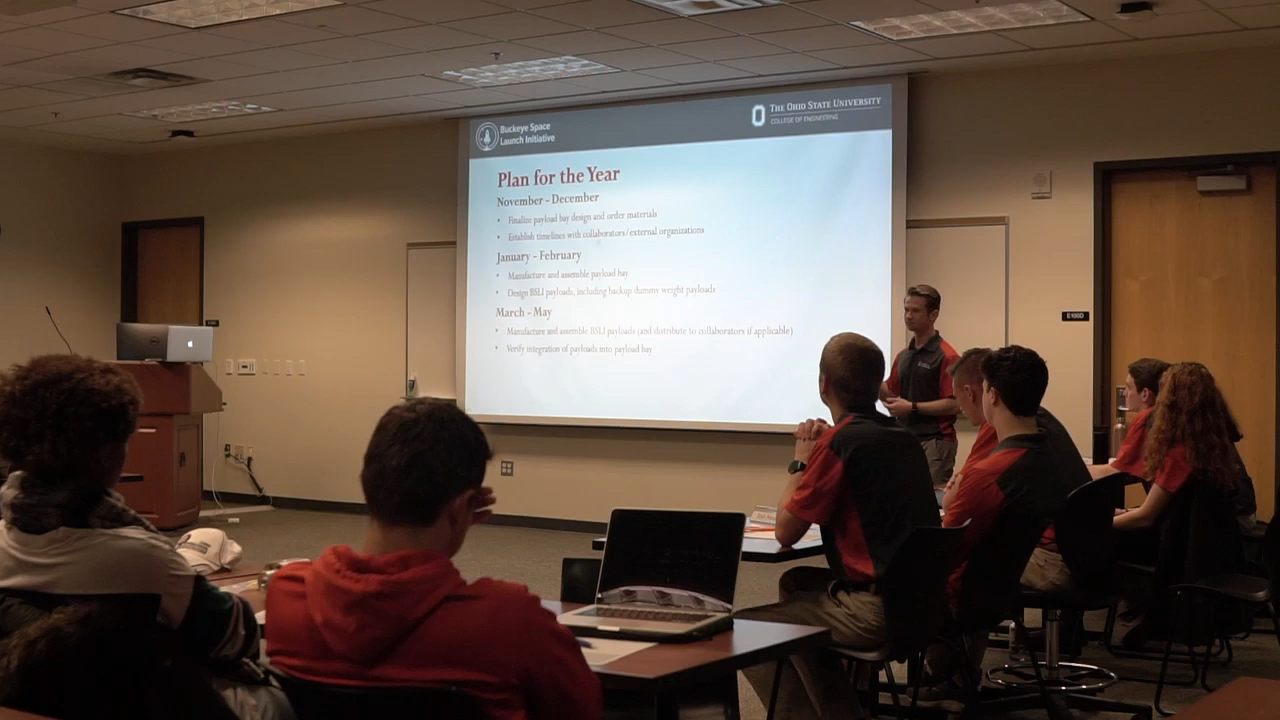 Buckeye Space
Launch Initiative
THE OHIO STATE UNIVERSITY
COLLEGE OF ENGINEERING
Plan for the Year
November - December
• Finalize payload bay design and order materials
• Establish timelines with collaborators/external organizations
January - February
• Manufacture and assemble payload bay
• Design BSLI payloads, including backup dummy weight payloads
March - May
• Manufacture and assemble BSLI payloads (and distribute to collaborators if applicable)
• Verify integration of payloads into payload bay